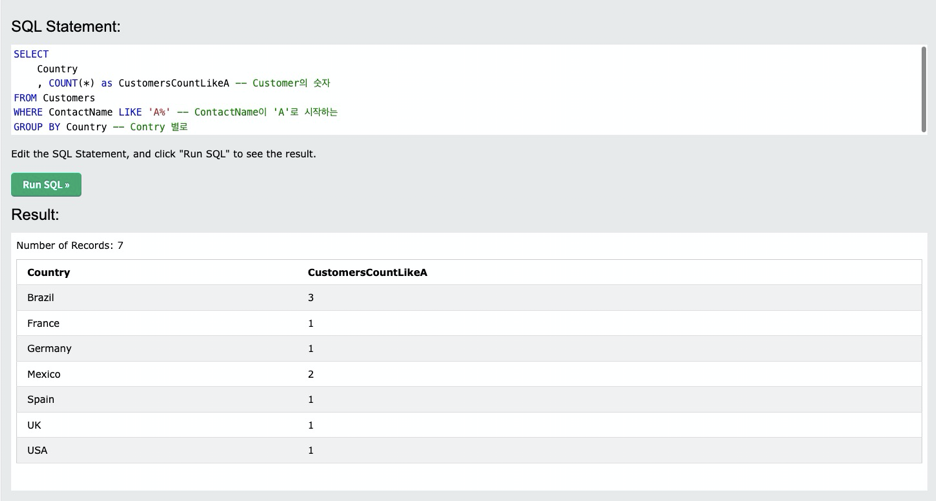 SQL Statement:
SELECT
Country
, COUNT(*) as CustomersCountLikeA -- Customer의 숫자
FROM Customers
WHERE ContactName LIKE 'A%' -- ContactName이 'A'로 시작하는
GROUP BY Country -- Contry 별로
Edit the SQL Statement, and click "Run SQL" to see the result.
Run SQL »
Result:
Number of Records: 7
Country CustomersCountLikeA
Brazil 3
France 1
Germany 1
Mexico 2
Spain 1
UK 1
USA 1